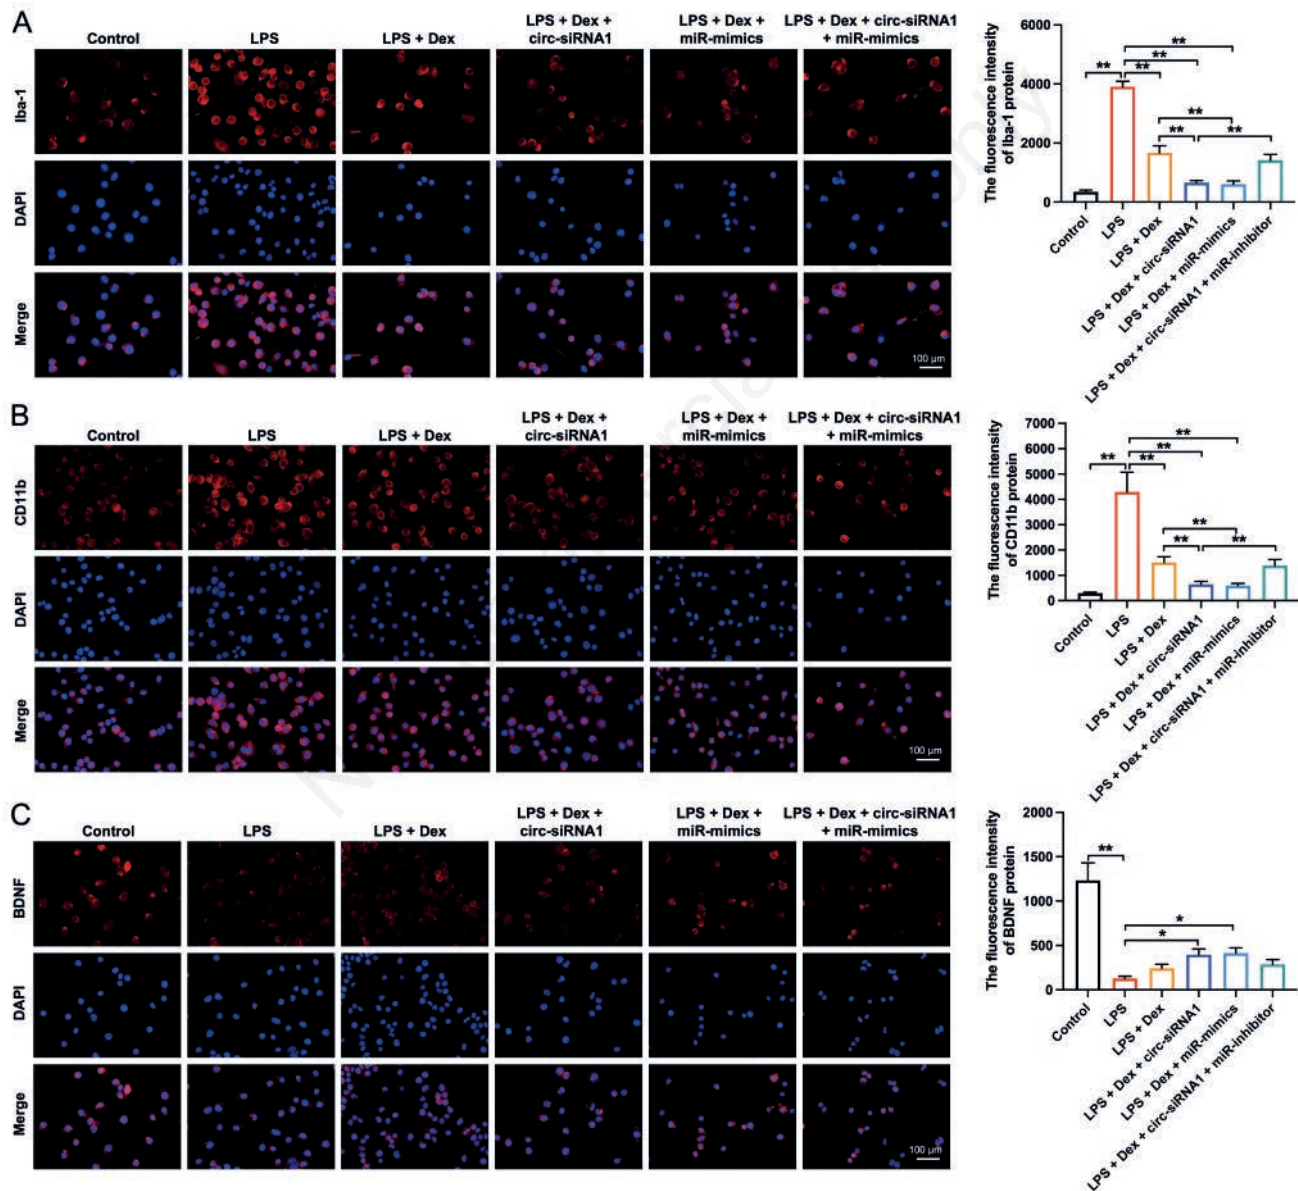 A
Control
LPS
LPS + Dex
LPS + Dex +
circ-siRNA1
LPS + Dex +
miR-mimics
LPS + Dex + circ-siRNA1
+ miR-mimics
Iba-1
DAPI
Merge
100 µm
The fluorescence intensity
of Iba-1 protein
6000
4000
2000
0
**
**
**
**
**
**
**
Control
LPS
LPS + Dex
LPS + Dex + circ-siRNA1
LPS + Dex + miR-mimics
LPS + Dex + circ-siRNA1 + miR-inhibitor
B
Control
LPS
LPS + Dex
LPS + Dex +
circ-siRNA1
LPS + Dex +
miR-mimics
LPS + Dex + circ-siRNA1
+ miR-mimics
CD11b
DAPI
Merge
100 µm
The fluorescence intensity
of CD11b protein
7000
6000
5000
4000
3000
2000
1000
0
**
**
**
**
**
**
**
Control
LPS
LPS + Dex
LPS + Dex + circ-siRNA1
LPS + Dex + miR-mimics
LPS + Dex + circ-siRNA1 + miR-inhibitor
C
Control
LPS
LPS + Dex
LPS + Dex +
circ-siRNA1
LPS + Dex +
miR-mimics
LPS + Dex + circ-siRNA1
+ miR-mimics
BDNF
DAPI
Merge
100 µm
The fluorescence intensity
of BDNF protein
2000
1500
1000
500
0
**
*
*
Control
LPS
LPS + Dex
LPS + Dex + circ-siRNA1
LPS + Dex + miR-mimics
LPS + Dex + circ-siRNA1 + miR-inhibitor